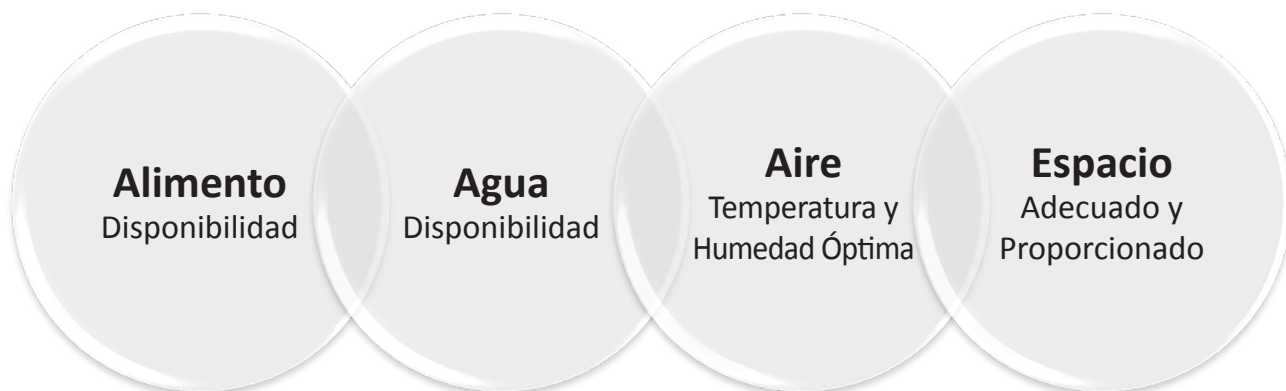 Alimento
Disponibilidad
Agua
Disponibilidad
Aire
Temperatura y
Humedad Óptima
Espacio
Adecuado y
Proporcionado